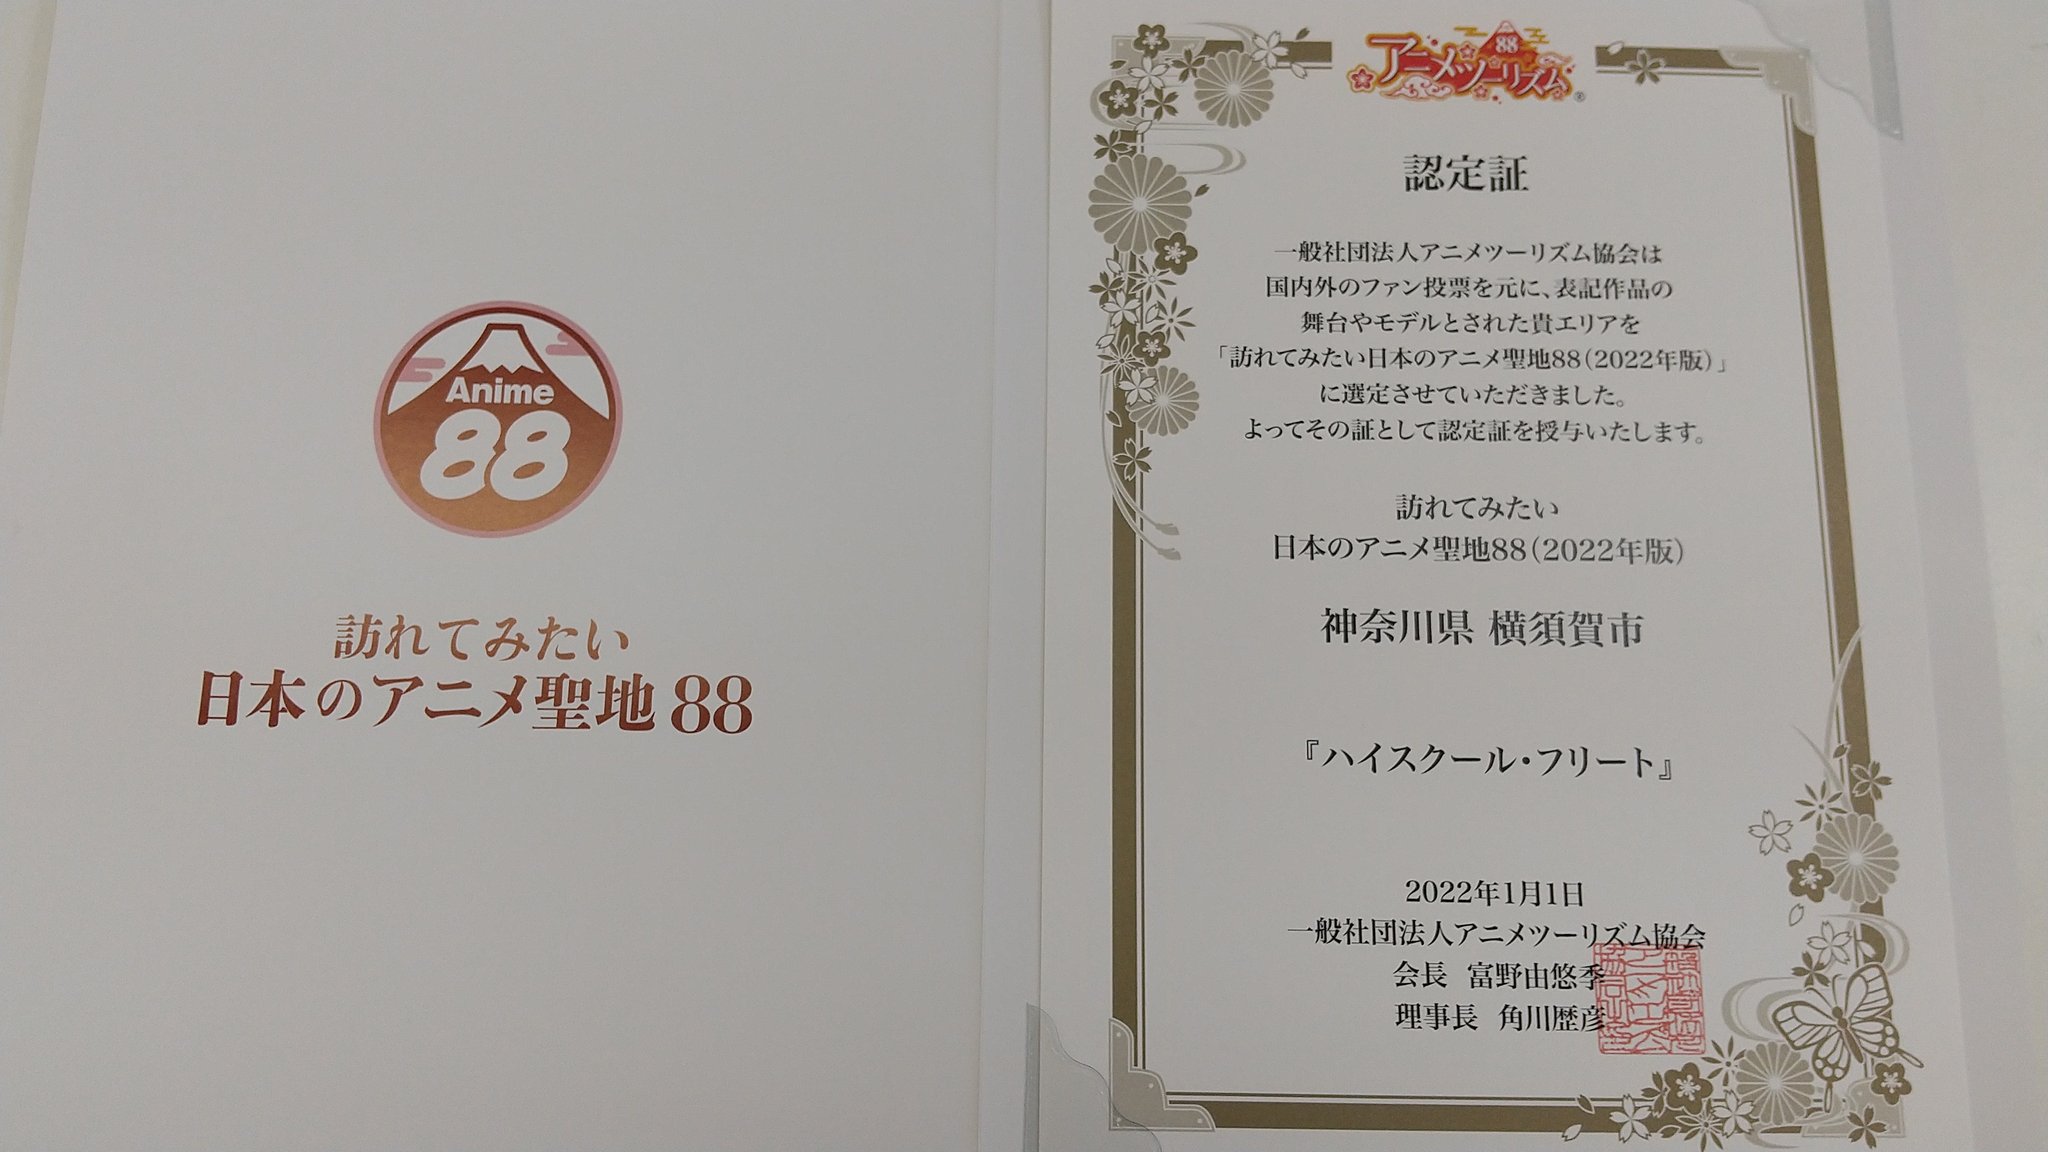 Anime
88
訪れてみたい
日本のアニメ聖地88
88
アニメツーリズム
認定証
一般社団法人アニメツーリズム協会は
国内外のファン投票を元に、表記作品の
舞台やモデルとされた貴エリアを
「訪れてみたい日本のアニメ聖地88（2022年版）」
に選定させていただきました。
よってその証として認定証を授与いたします。
訪れてみたい
日本のアニメ聖地88（2022年版）
神奈川県 横須賀市
『ハイスクール・フリート』
2022年1月1日
一般社団法人アニメツーリズム協会
会長 富野由悠季
理事長 角川歴彦